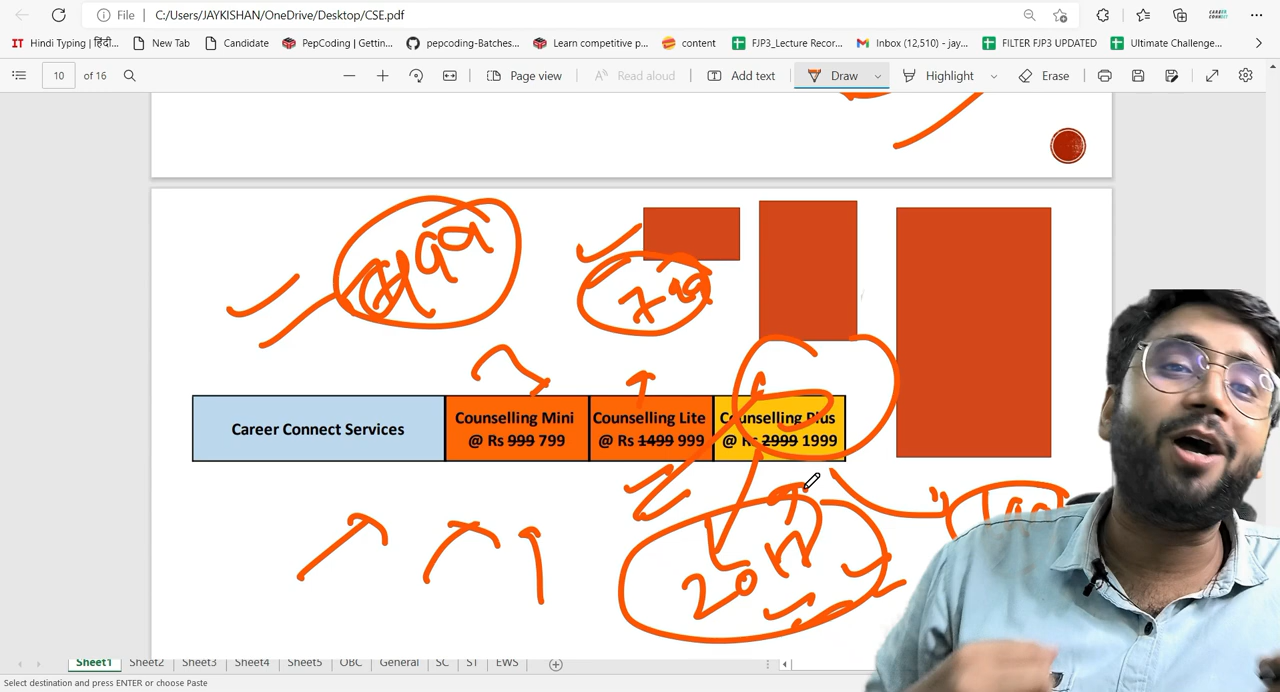 File
C:/Users/JAYKISHAN/OneDrive/Desktop/CSE.pdf
CAREER CONNECT
Hindi Typing | हिंदी...
New Tab
Candidate
PepCoding | Gettin...
pepcoding-Batches...
Learn competitive p...
content
FJP3_Lecture Recor...
Inbox (12,510) - jay...
FILTER FJP3 UPDATED
Ultimate Challenge...
10 of 16
Page view
Read aloud
Add text
Draw
Highlight
Erase
799
Career Connect Services
Counselling Mini
@ Rs 999 799
Counselling Lite
@ Rs 1499 999
Counselling Plus
@ Rs 2999 1999
Sheet1 Sheet2 Sheet3 Sheet4 Sheet5 OBC General SC ST EWS
Select destination and press ENTER or choose Paste